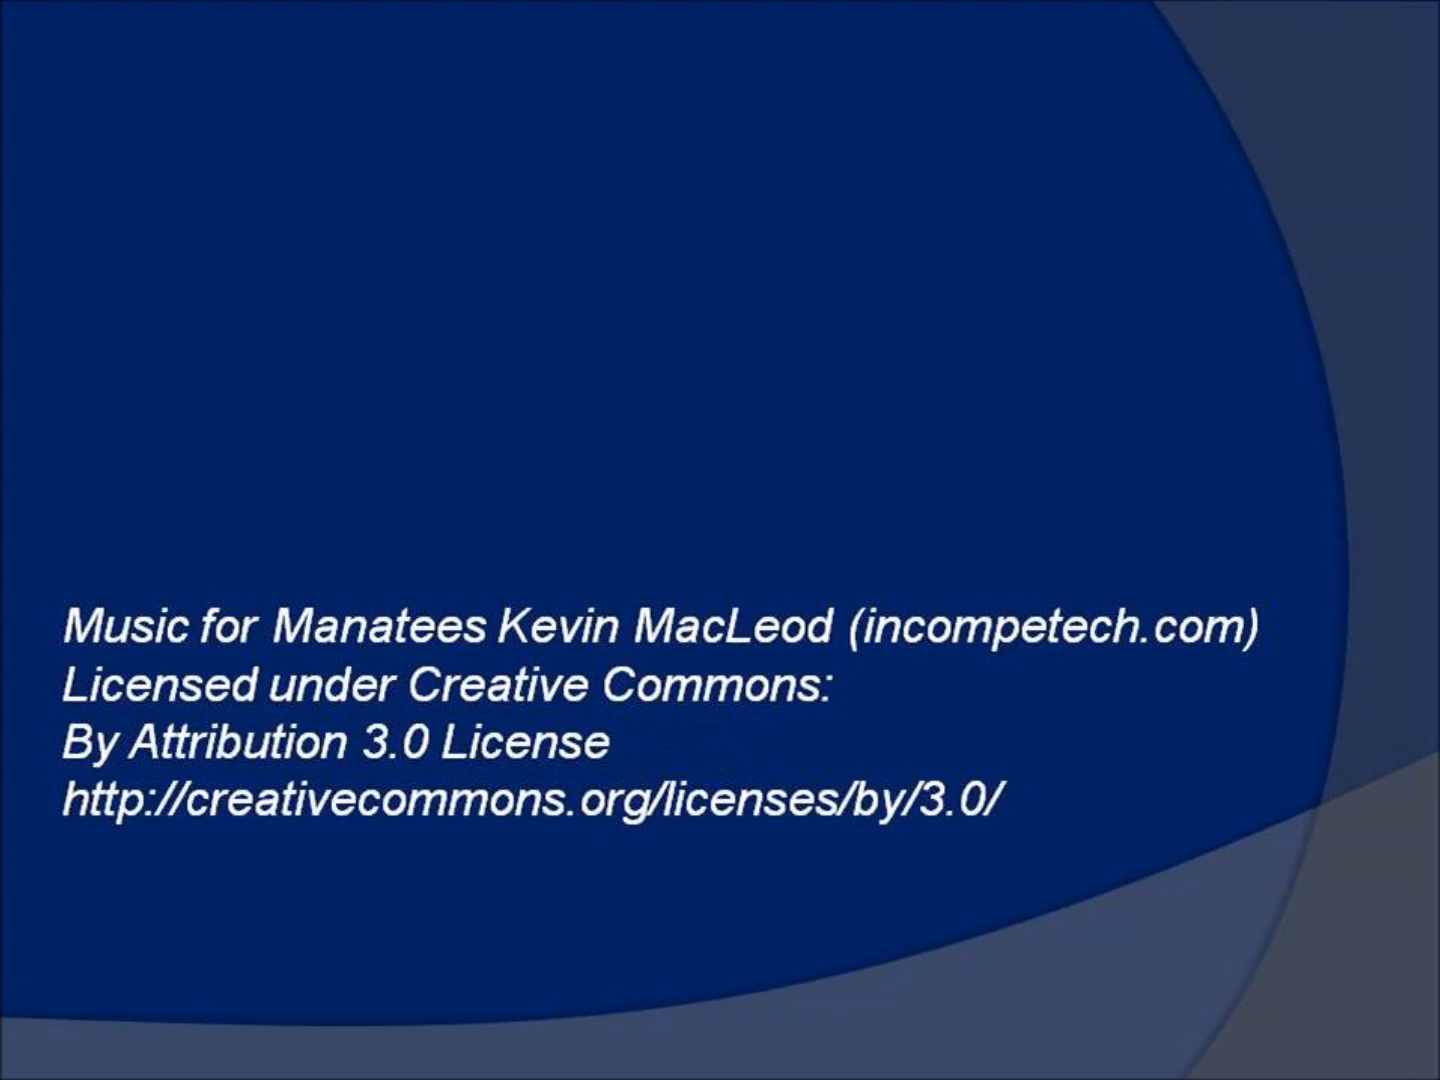 Music for Manatees Kevin MacLeod (incompetech.com)
Licensed under Creative Commons:
By Attribution 3.0 License
http://creativecommons.org/licenses/by/3.0/